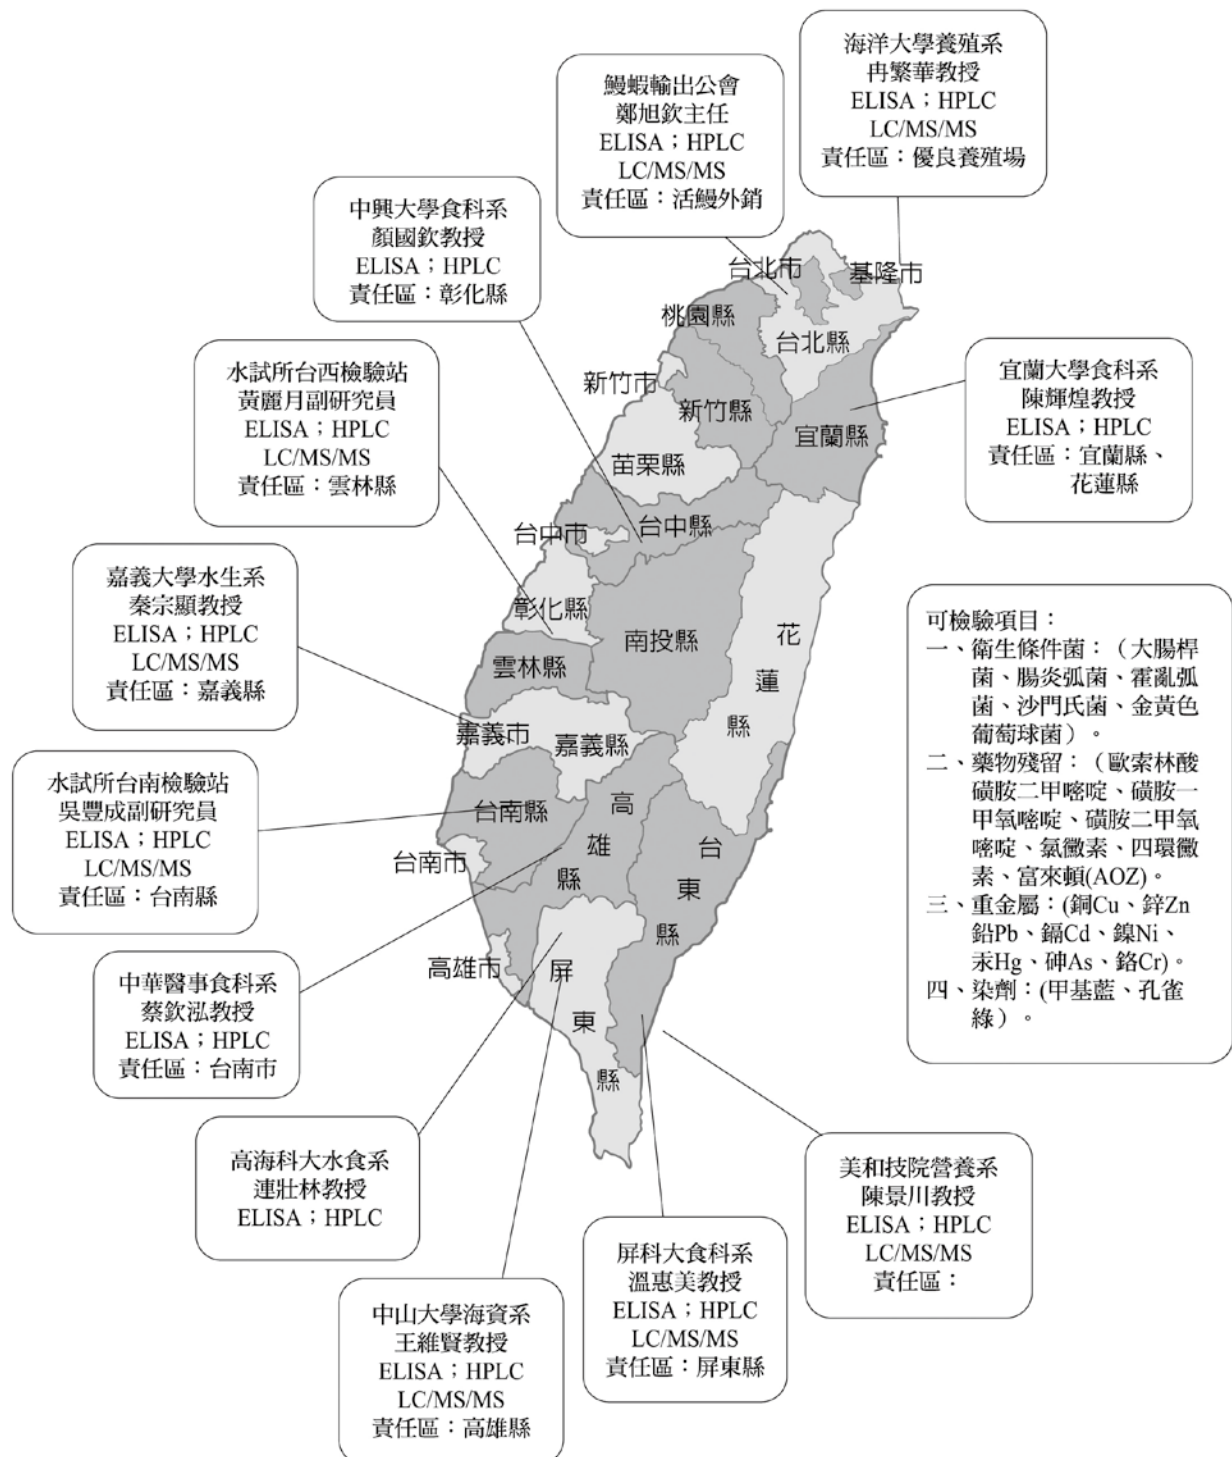 海洋大學養殖系
冉繁華教授
ELISA；HPLC
LC/MS/MS
責任區：優良養殖場
鰻蝦輸出公會
鄭旭欽主任
ELISA；HPLC
LC/MS/MS
責任區：活鰻外銷
中興大學食科系
顏國欽教授
ELISA；HPLC
責任區：彰化縣
水試所台西檢驗站
黃麗月副研究員
ELISA；HPLC
LC/MS/MS
責任區：雲林縣
嘉義大學水生系
秦宗顯教授
ELISA；HPLC
LC/MS/MS
責任區：嘉義縣
水試所台南檢驗站
吳豐成副研究員
ELISA；HPLC
LC/MS/MS
責任區：台南縣
中華醫事食科系
蔡欽泓教授
ELISA；HPLC
責任區：台南市
高海科大水食系
連壯林教授
ELISA；HPLC
中山大學海資系
王維賢教授
ELISA；HPLC
LC/MS/MS
責任區：高雄縣
屏科大食科系
溫惠美教授
ELISA；HPLC
LC/MS/MS
責任區：屏東縣
美和技院營養系
陳景川教授
ELISA；HPLC
LC/MS/MS
責任區：
宜蘭大學食科系
陳輝煌教授
ELISA；HPLC
責任區：宜蘭縣、
花蓮縣
可檢驗項目：
一、衛生條件菌：（大腸桿
菌、腸炎弧菌、霍亂弧
菌、沙門氏菌、金黃色
葡萄球菌）。
二、藥物殘留：（歐索林酸
磺胺二甲嘧啶、磺胺一
甲氧嘧啶、磺胺二甲氧
嘧啶、氯黴素、四環黴
素、富來頓(AOZ)。
三、重金屬：(銅Cu、鋅Zn
鉛Pb、鎘Cd、鎳Ni、
汞Hg、砷As、鉻Cr)。
四、染劑：(甲基藍、孔雀
綠）。
台北市
基隆市
桃園縣
台北縣
新竹市
新竹縣
宜蘭縣
苗栗縣
台中市
台中縣
彰化縣
南投縣
花蓮縣
雲林縣
嘉義市
嘉義縣
台南縣
台南市
高雄縣
台東縣
高雄市
屏東縣